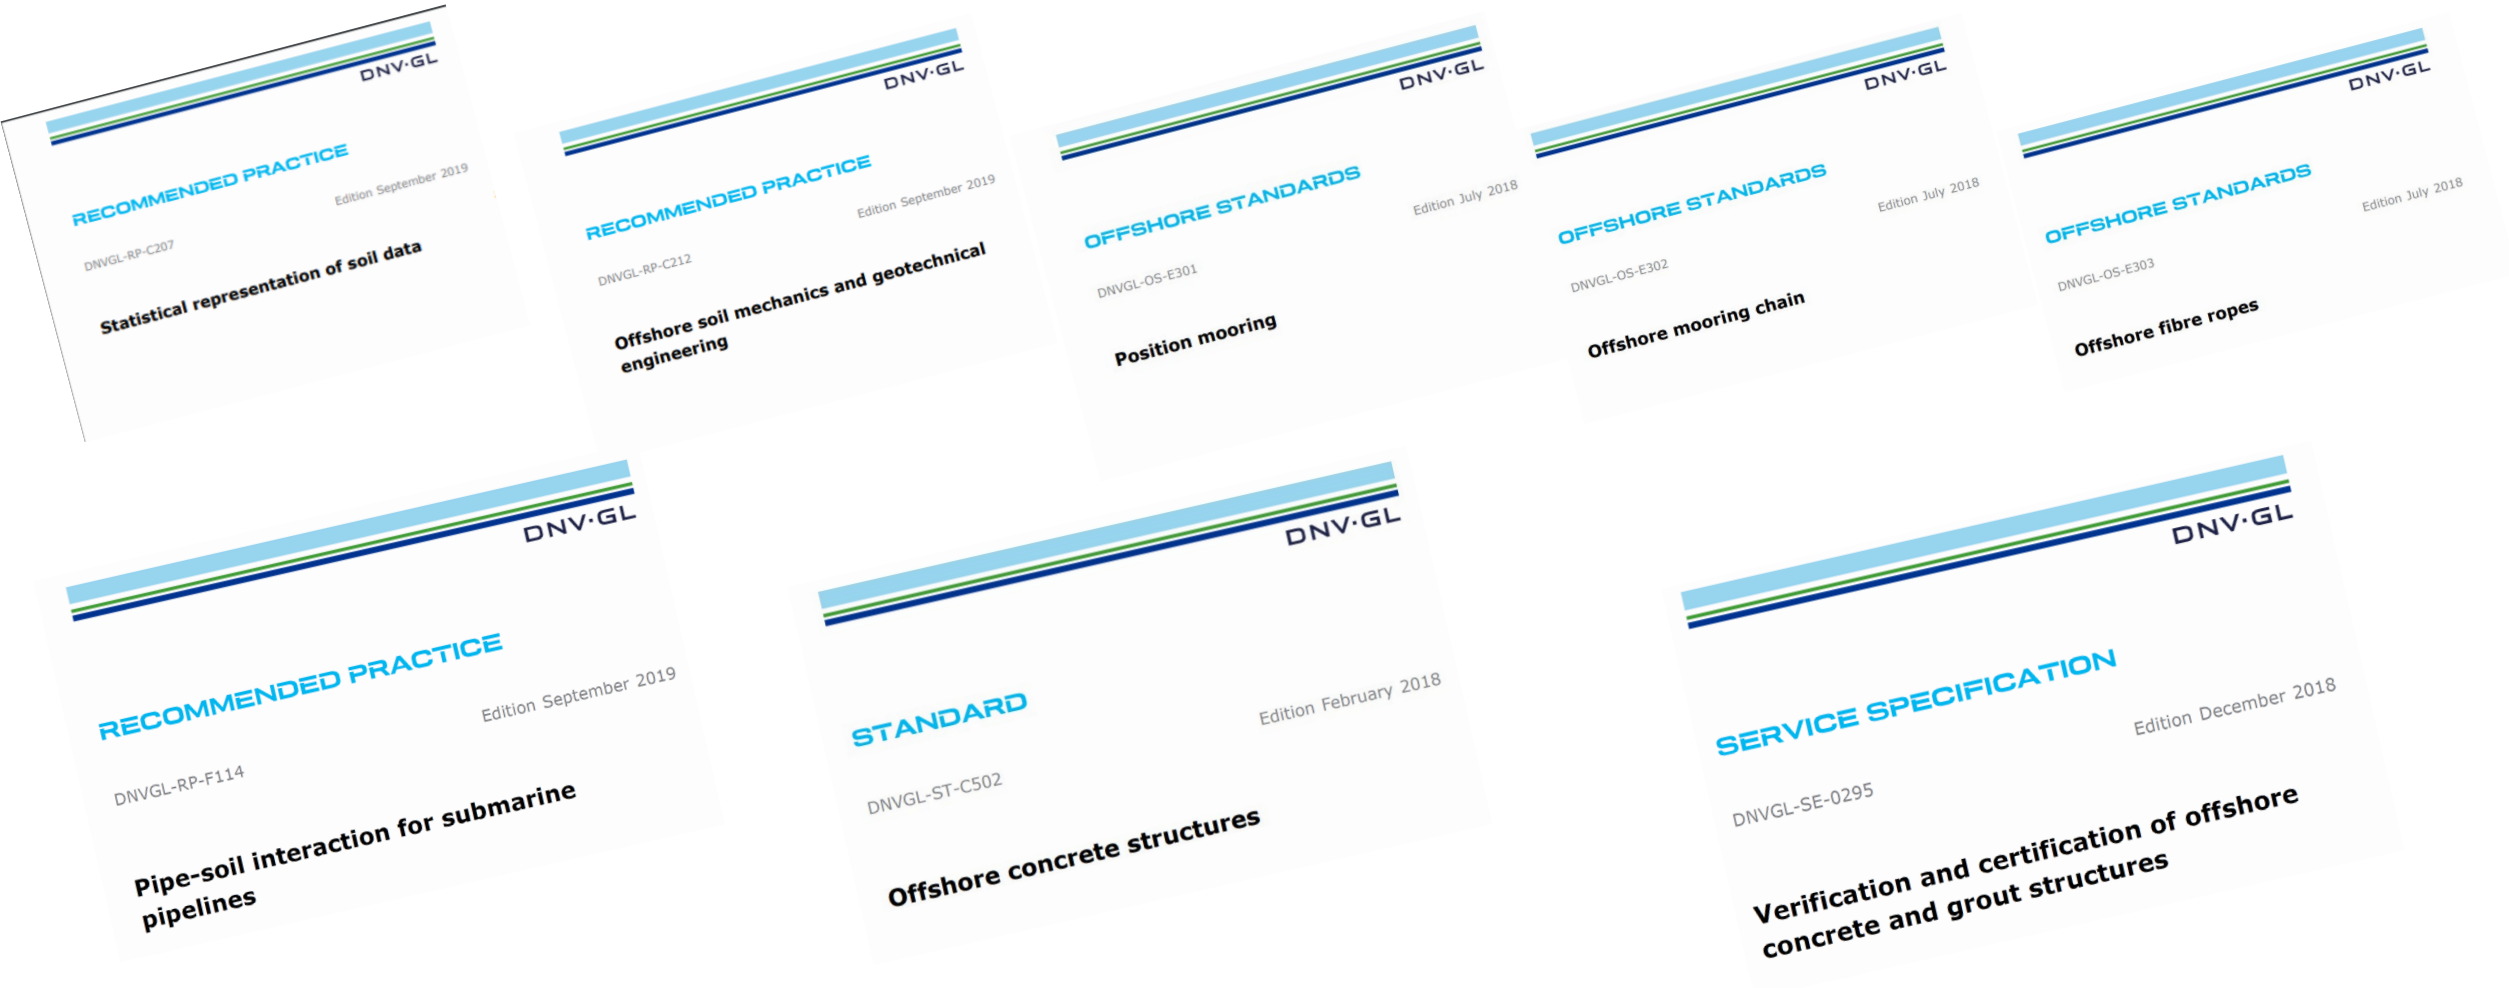 DNV·GL
RECOMMENDED PRACTICE
Edition September 2019
DNVGL-RP-C207
Statistical representation of soil data
DNV·GL
RECOMMENDED PRACTICE
Edition September 2019
DNVGL-RP-C212
Offshore soil mechanics and geotechnical
engineering
DNV·GL
OFFSHORE STANDARDS
Edition July 2018
DNVGL-OS-E301
Position mooring
DNV·GL
OFFSHORE STANDARDS
Edition July 2018
DNVGL-OS-E302
Offshore mooring chain
DNV·GL
OFFSHORE STANDARDS
Edition July 2018
DNVGL-OS-E303
Offshore fibre ropes
DNV·GL
RECOMMENDED PRACTICE
Edition September 2019
DNVGL-RP-F114
Pipe-soil interaction for submarine
pipelines
DNV·GL
STANDARD
Edition February 2018
DNVGL-ST-C502
Offshore concrete structures
DNV·GL
SERVICE SPECIFICATION
Edition December 2018
DNVGL-SE-0295
Verification and certification of offshore
concrete and grout structures